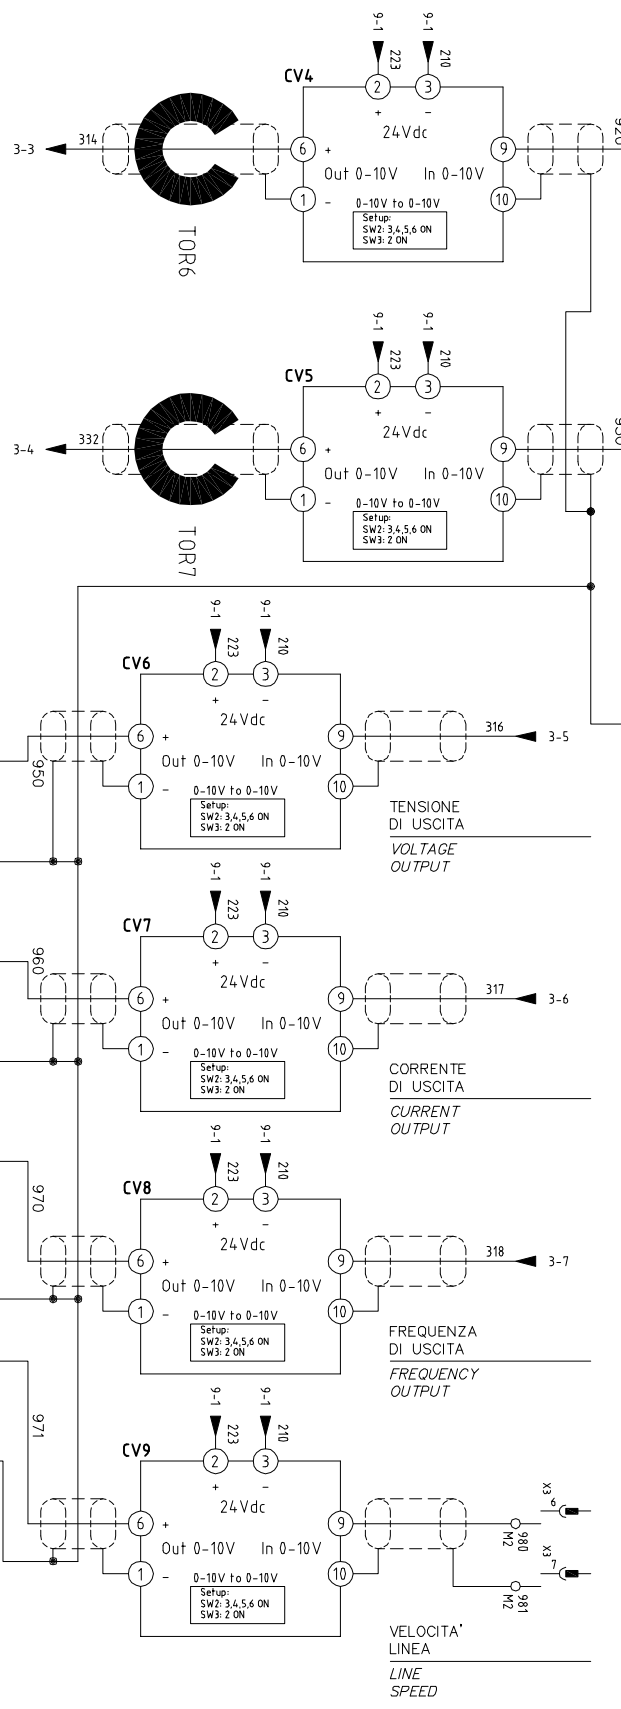 9-1 9-1
223 210
CV4
2 3
+ -
24Vdc
920
3-3 314 6 + 9
Out 0-10V In 0-10V
1 - 10
0-10V to 0-10V
Setup:
SW2: 3,4,5,6 ON
SW3: 2 ON
TOR6
9-1 9-1
223 210
CV5
2 3
+ -
24Vdc
930
3-4 332 6 + 9
Out 0-10V In 0-10V
1 - 10
0-10V to 0-10V
Setup:
SW2: 3,4,5,6 ON
SW3: 2 ON
TOR7
9-1 9-1
223 210
CV6
2 3
+ -
24Vdc
6 + 9 316 3-5
950
Out 0-10V In 0-10V
1 - 10
0-10V to 0-10V
Setup:
SW2: 3,4,5,6 ON
SW3: 2 ON
TENSIONE
DI USCITA
VOLTAGE
OUTPUT
9-1 9-1
223 210
CV7
2 3
+ -
24Vdc
960
6 + 9 317 3-6
Out 0-10V In 0-10V
1 - 10
0-10V to 0-10V
Setup:
SW2: 3,4,5,6 ON
SW3: 2 ON
CORRENTE
DI USCITA
CURRENT
OUTPUT
9-1 9-1
223 210
CV8
2 3
+ -
24Vdc
970
6 + 9 318 3-7
Out 0-10V In 0-10V
1 - 10
0-10V to 0-10V
Setup:
SW2: 3,4,5,6 ON
SW3: 2 ON
FREQUENZA
DI USCITA
FREQUENCY
OUTPUT
9-1 9-1
223 210
CV9
2 3
+ -
24Vdc
971
6 + 9
980
M2
X3
6
Out 0-10V In 0-10V
1 - 10
981
M2
X3
7
0-10V to 0-10V
Setup:
SW2: 3,4,5,6 ON
SW3: 2 ON
VELOCITA'
LINEA
LINE
SPEED